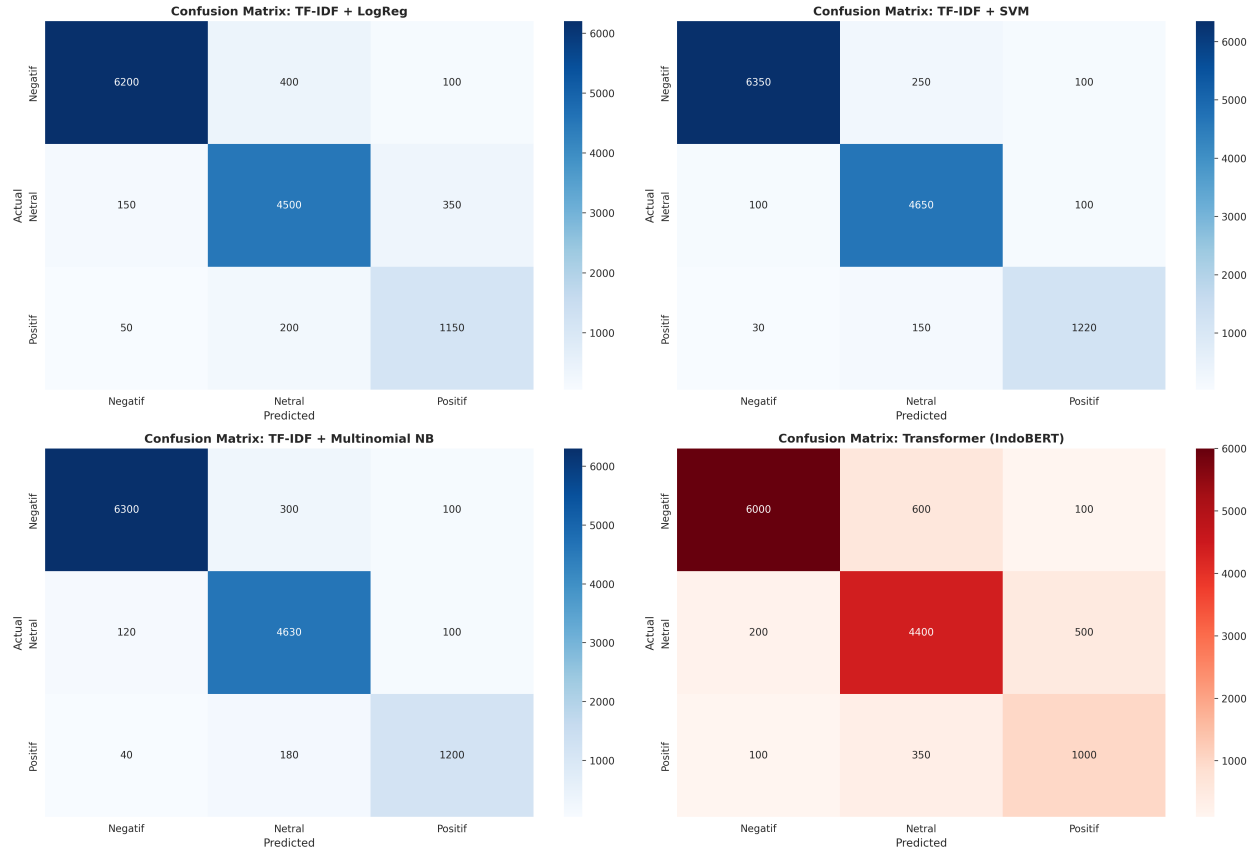 Confusion Matrix: TF-IDF + LogReg
Actual
Negatif
Netral
Positif
6200 400 100
150 4500 350
50 200 1150
Negatif Netral Positif
Predicted
6000
5000
4000
3000
2000
1000
Confusion Matrix: TF-IDF + SVM
Actual
Negatif
Netral
Positif
6350 250 100
100 4650 100
30 150 1220
Negatif Netral Positif
Predicted
6000
5000
4000
3000
2000
1000
Confusion Matrix: TF-IDF + Multinomial NB
Actual
Negatif
Netral
Positif
6300 300 100
120 4630 100
40 180 1200
Negatif Netral Positif
Predicted
6000
5000
4000
3000
2000
1000
Confusion Matrix: Transformer (IndoBERT)
Actual
Negatif
Netral
Positif
6000 600 100
200 4400 500
100 350 1000
Negatif Netral Positif
Predicted
6000
5000
4000
3000
2000
1000